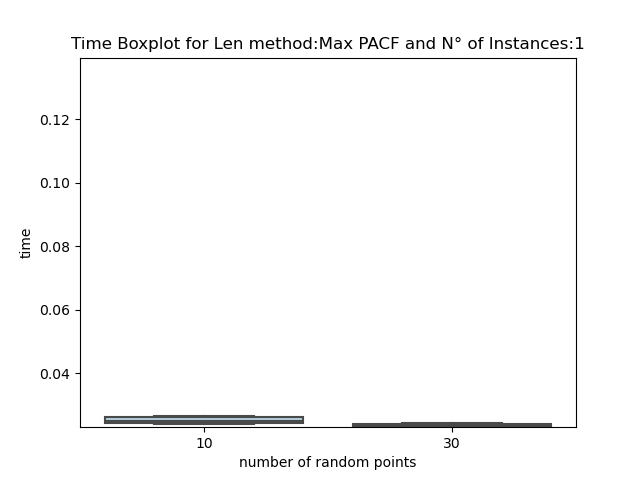 Time Boxplot for Len method:Max PACF and N° of Instances:1
0.12
0.10
0.08
0.06
0.04
time
10
30
number of random points